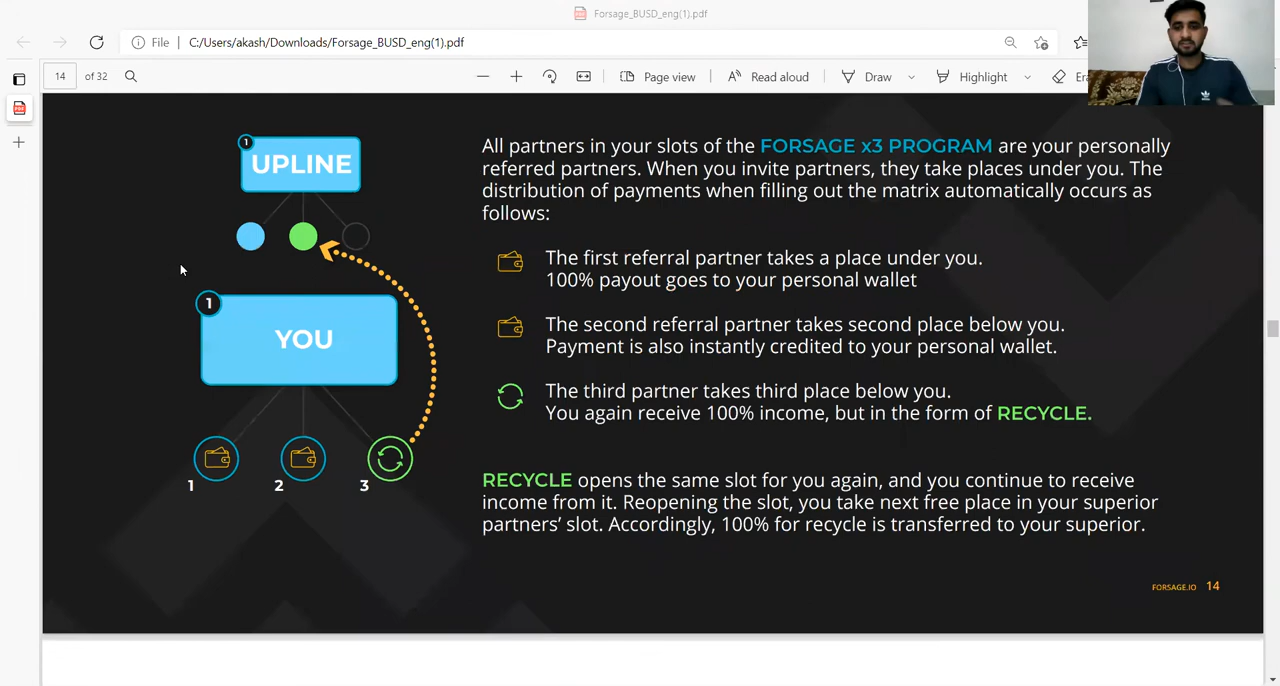 Forsage_BUSD_eng(1).pdf
File | C:/Users/akash/Downloads/Forsage_BUSD_eng(1).pdf
14 of 32
Page view
Read aloud
Draw
Highlight
1
UPLINE
1
YOU
1
2
3
All partners in your slots of the FORSAGE x3 PROGRAM are your personally
referred partners. When you invite partners, they take places under you. The
distribution of payments when filling out the matrix automatically occurs as
follows:
The first referral partner takes a place under you.
100% payout goes to your personal wallet
The second referral partner takes second place below you.
Payment is also instantly credited to your personal wallet.
The third partner takes third place below you.
You again receive 100% income, but in the form of RECYCLE.
RECYCLE opens the same slot for you again, and you continue to receive
income from it. Reopening the slot, you take next free place in your superior
partners’ slot. Accordingly, 100% for recycle is transferred to your superior.
FORSAGE.IO 14